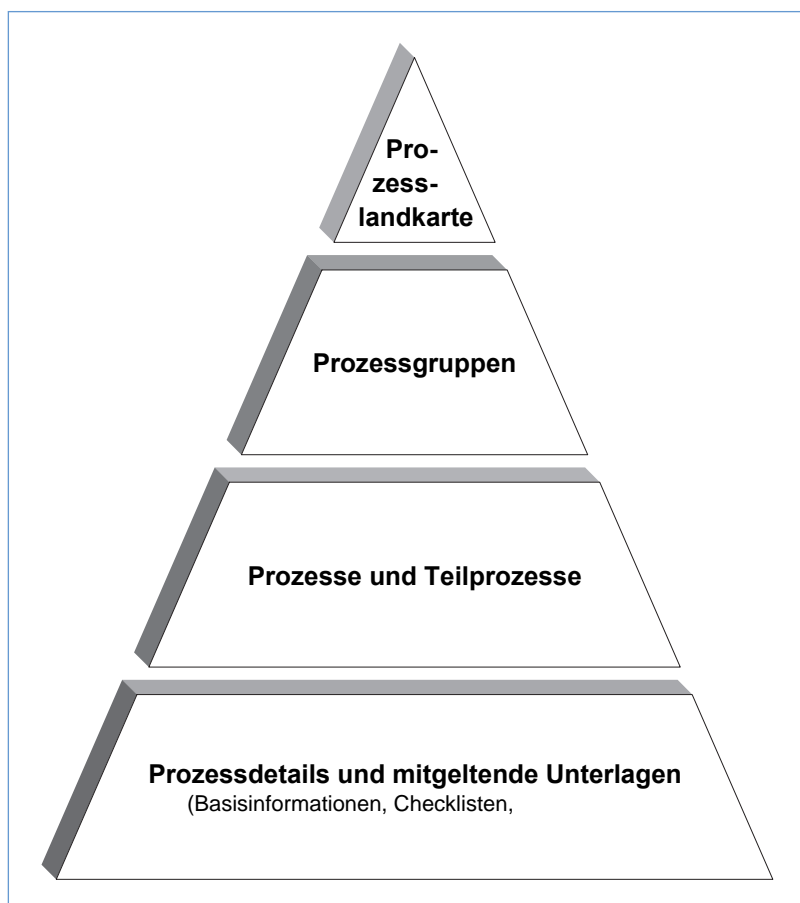 Pro-
zess-
landkarte
Prozessgruppen
Prozesse und Teilprozesse
Prozessdetails und mitgeltende Unterlagen
(Basisinformationen, Checklisten,